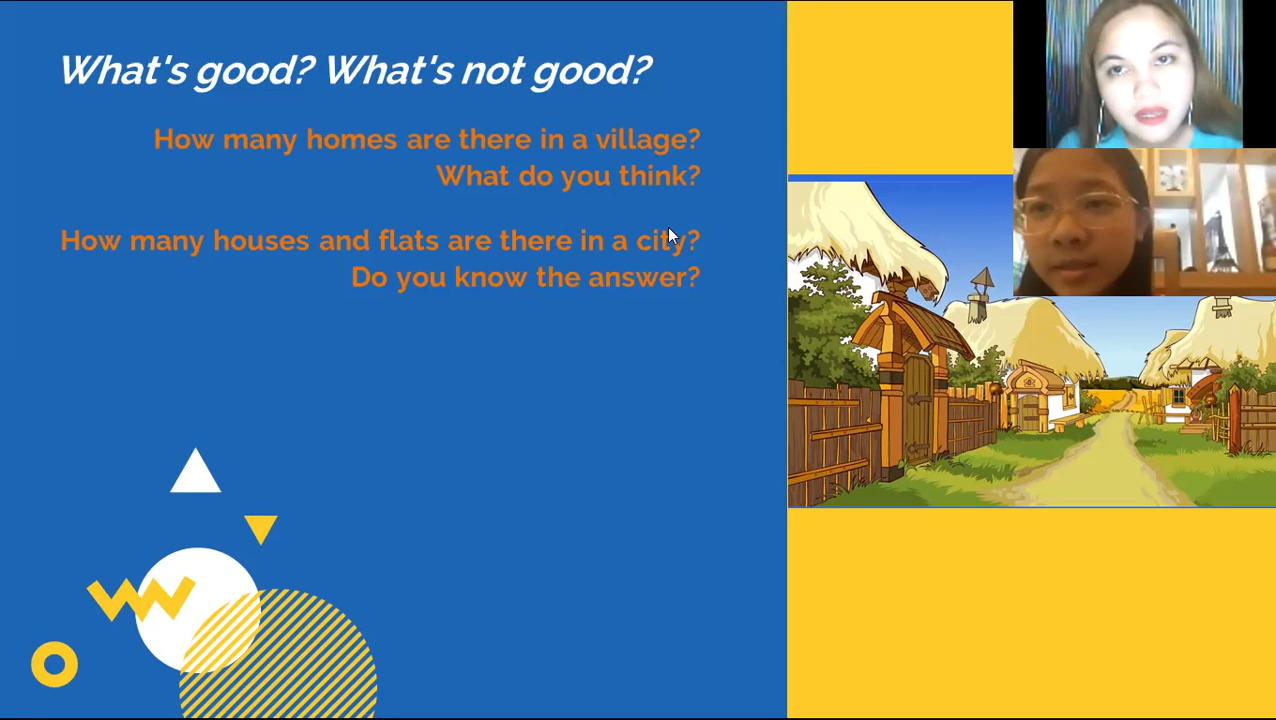 What's good? What's not good?
How many homes are there in a village?
What do you think?
How many houses and flats are there in a city?
Do you know the answer?